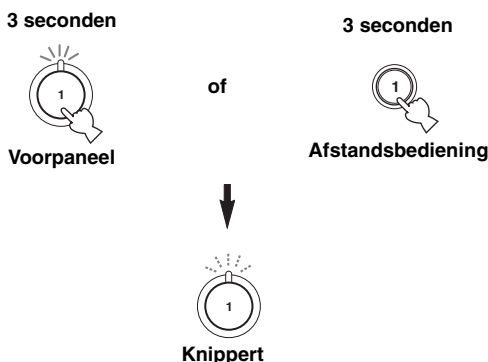 3 seconden
3 seconden
1
of
1
Voorpaneel
Afstandsbediening
1
Knippert